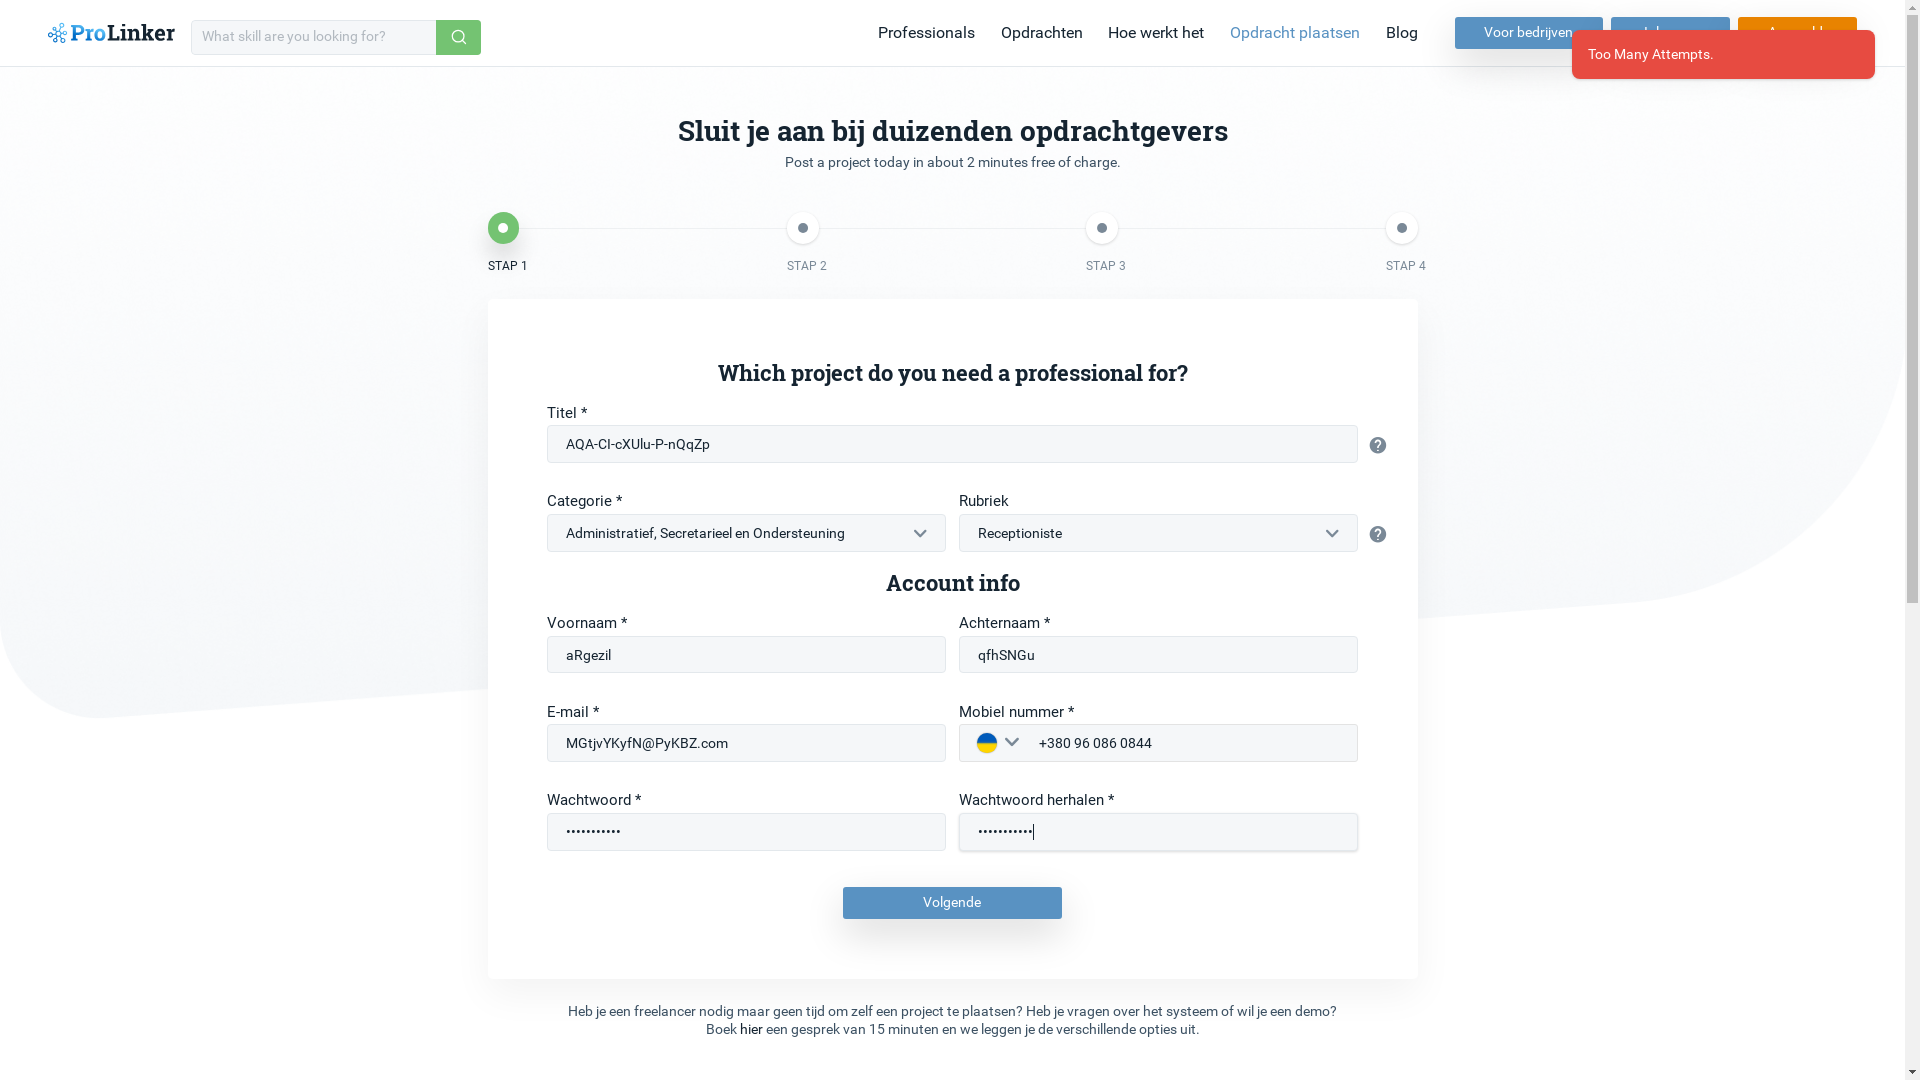 ProLinker
What skill are you looking for?
Professionals
Opdrachten
Hoe werkt het
Opdracht plaatsen
Blog
Voor bedrijven
Too Many Attempts.
Sluit je aan bij duizenden opdrachtgevers
Post a project today in about 2 minutes free of charge.
STAP 1
STAP 2
STAP 3
STAP 4
Which project do you need a professional for?
Titel *
AQA-CI-cXUlu-P-nQqZp
Categorie *
Rubriek
Administratief, Secretarieel en Ondersteuning
Receptioniste
Account info
Voornaam *
Achternaam *
aRgezil
qfhSNGu
E-mail *
Mobiel nummer *
MGtjvYKyfN@PyKBZ.com
+380 96 086 0844
Wachtwoord *
Wachtwoord herhalen *
•••••••••••
•••••••••••
Volgende
Heb je een freelancer nodig maar geen tijd om zelf een project te plaatsen? Heb je vragen over het systeem of wil je een demo?
Boek hier een gesprek van 15 minuten en we leggen je de verschillende opties uit.